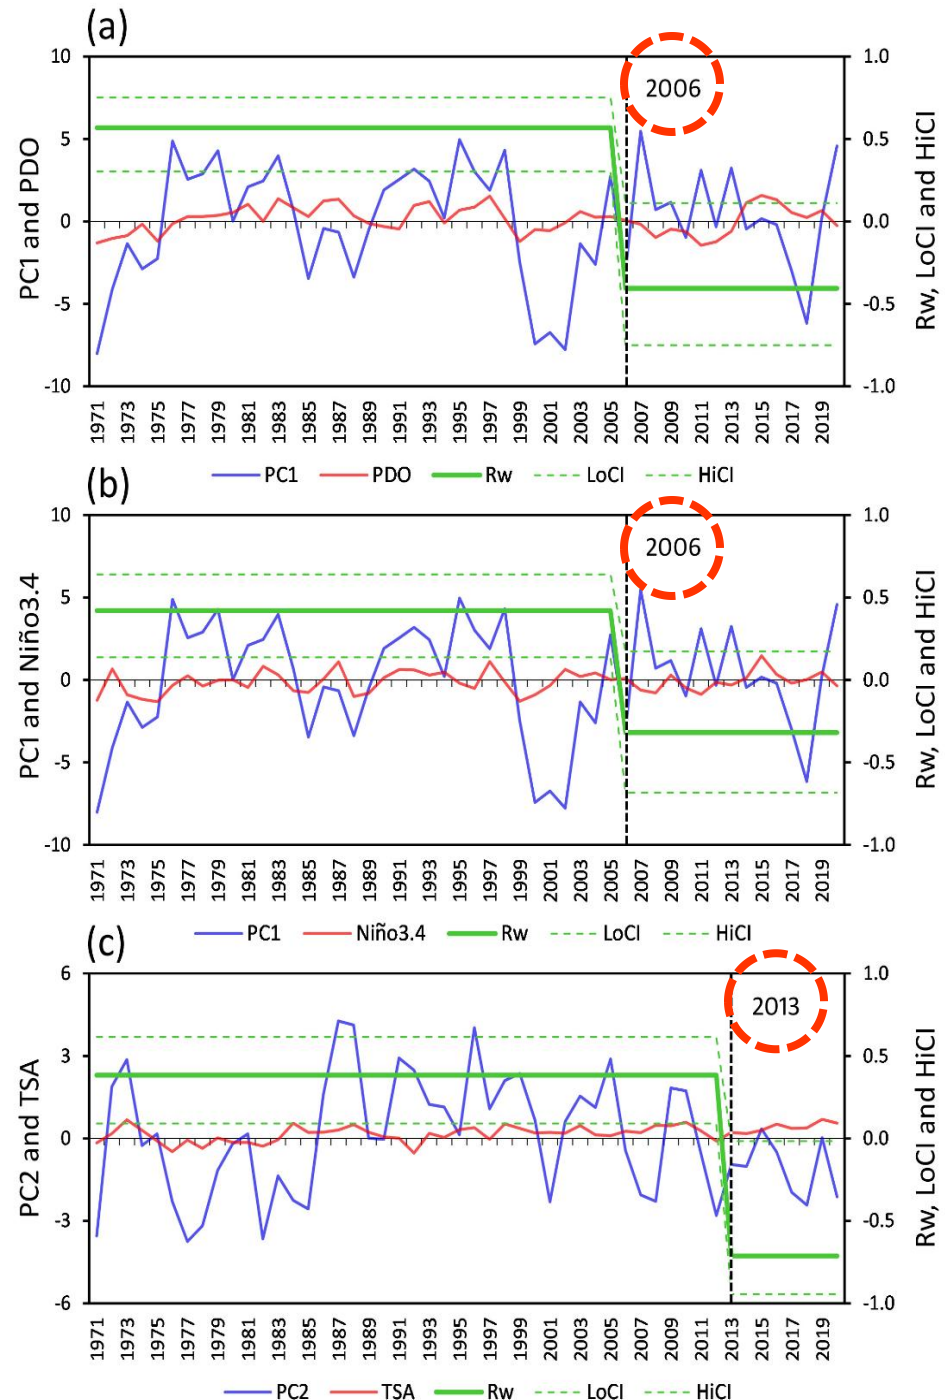 (a)
2006
10
5
0
-5
-10
PC1 and PDO
1.0
0.5
0.0
-0.5
-1.0
Rw, LoCI and HiCI
1971 1973 1975 1977 1979 1981 1983 1985 1987 1989 1991 1993 1995 1997 1999 2001 2003 2005 2007 2009 2011 2013 2015 2017 2019
PC1 PDO Rw LoCI HiCI
(b)
2006
10
5
0
-5
-10
PC1 and Niño3.4
1.0
0.5
0.0
-0.5
-1.0
Rw, LoCI and HiCI
1971 1973 1975 1977 1979 1981 1983 1985 1987 1989 1991 1993 1995 1997 1999 2001 2003 2005 2007 2009 2011 2013 2015 2017 2019
PC1 Niño3.4 Rw LoCI HiCI
(c)
2013
6
3
0
-3
-6
PC2 and TSA
1.0
0.5
0.0
-0.5
-1.0
Rw, LoCI and HiCI
1971 1973 1975 1977 1979 1981 1983 1985 1987 1989 1991 1993 1995 1997 1999 2001 2003 2005 2007 2009 2011 2013 2015 2017 2019
PC2 TSA Rw LoCI HiCI